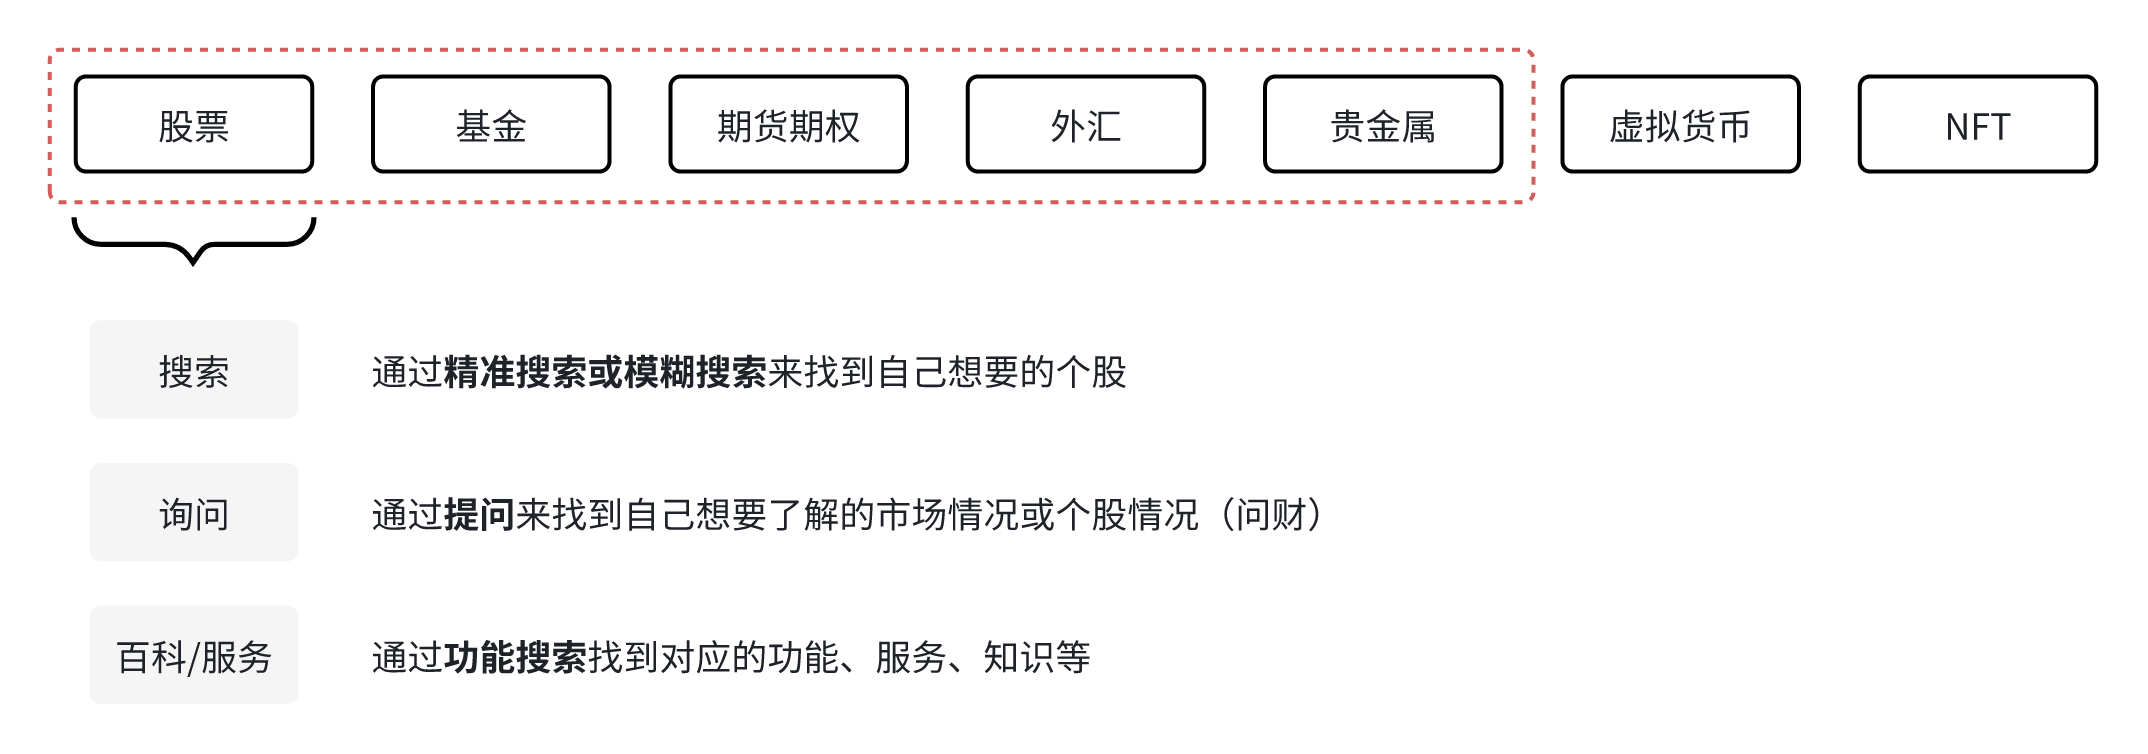 股票 基金 期货期权 外汇 贵金属 虚拟货币 NFT
搜索 通过精准搜索或模糊搜索来找到自己想要的个股
询问 通过提问来找到自己想要了解的市场情况或个股情况（问财）
百科/服务 通过功能搜索找到对应的功能、服务、知识等